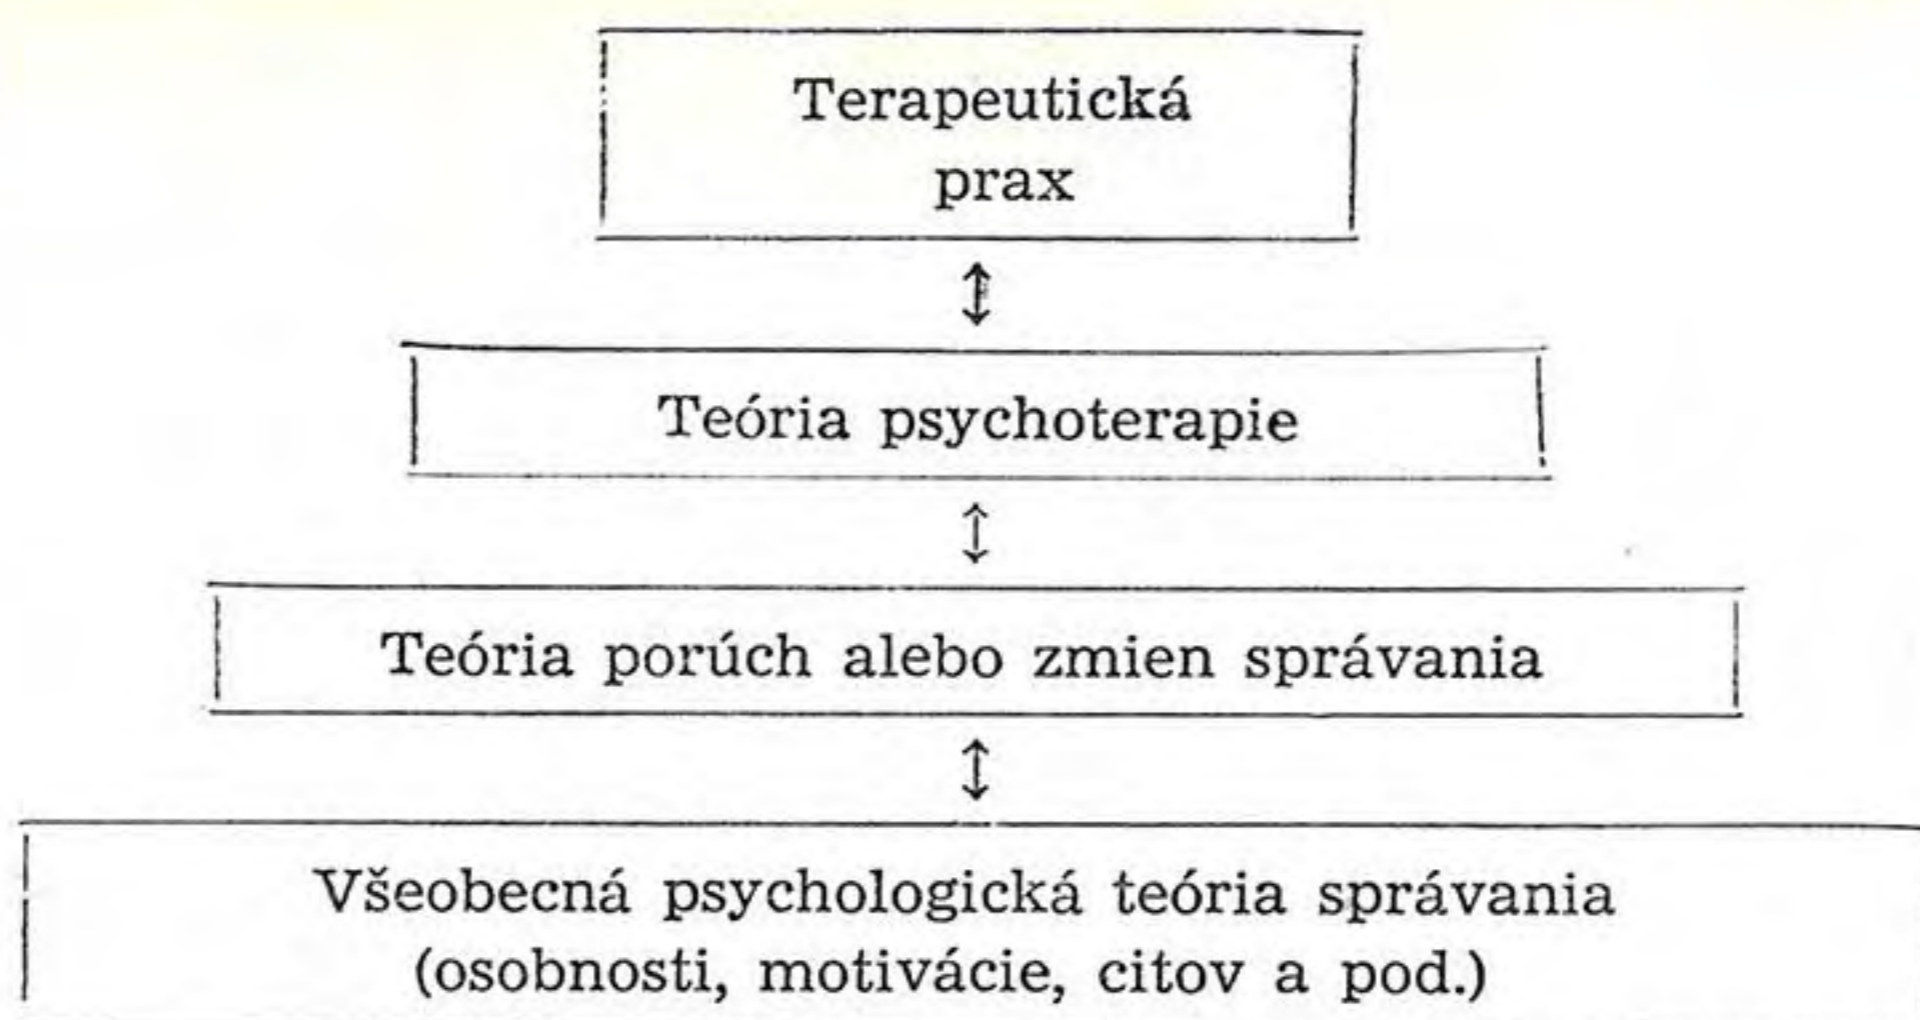 Terapeutická
prax
Teória psychoterapie
Teória porúch alebo zmien správania
Všeobecná psychologická teória správania
(osobnosti, motivácie, citov a pod.)